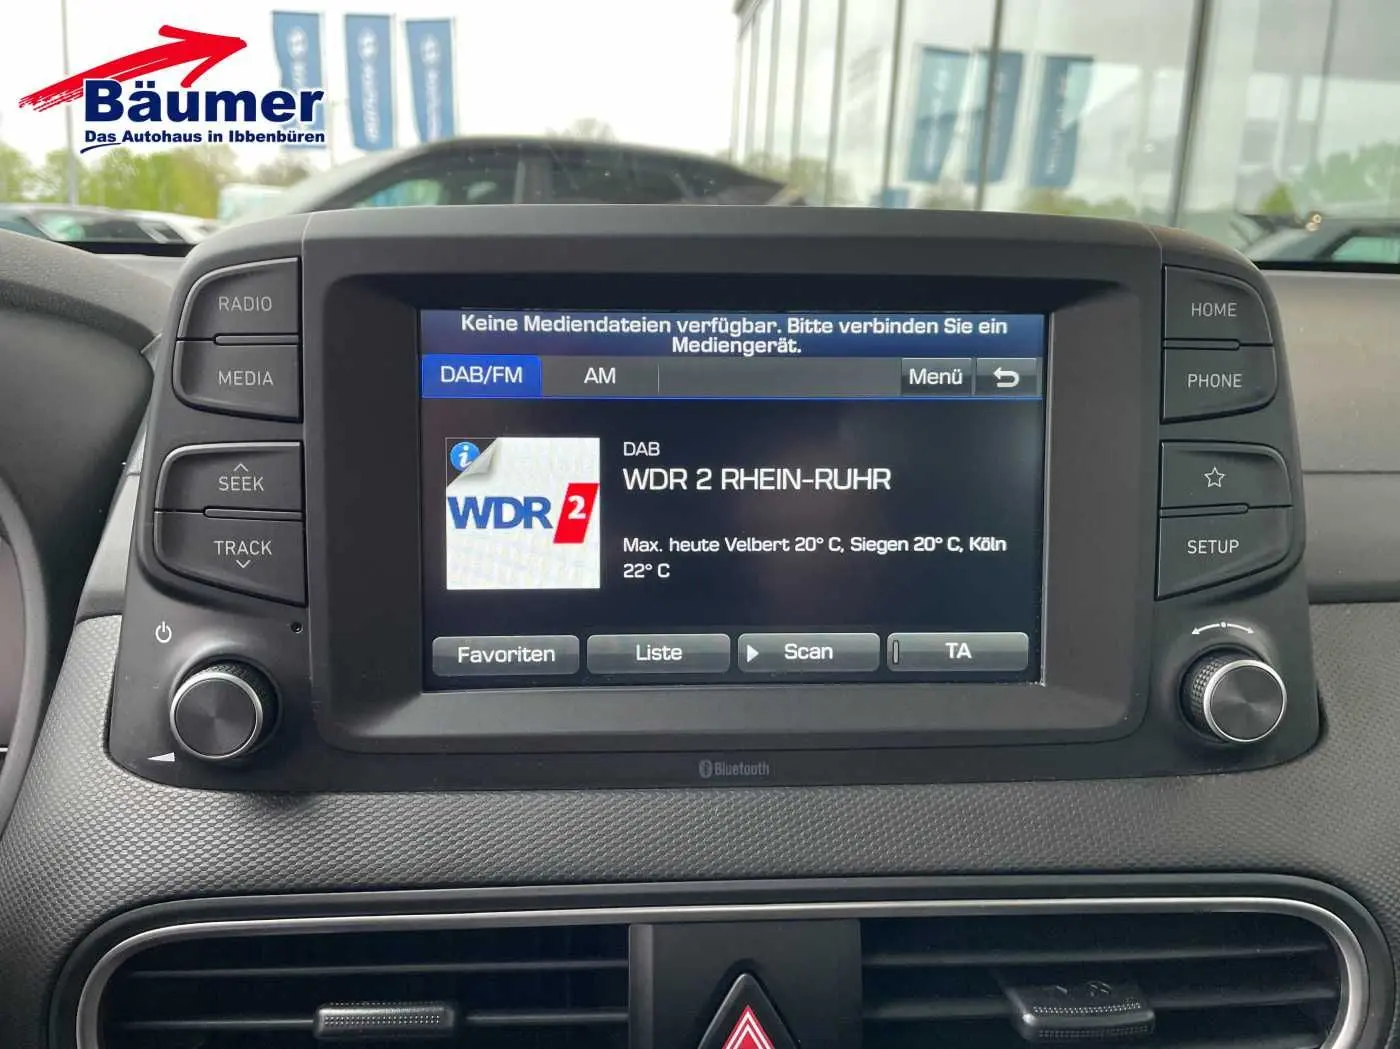 Bäumer
Das Autohaus in Ibbenbüren
RADIO
MEDIA
SEEK
TRACK
HOME
PHONE
SETUP
Keine Mediendateien verfügbar. Bitte verbinden Sie ein
Mediengerät.
DAB/FM
AM
Menü
i
WDR 2
DAB
WDR 2 RHEIN-RUHR
Max. heute Velbert 20° C, Siegen 20° C, Köln
22° C
Favoriten
Liste
Scan
TA
Bluetooth